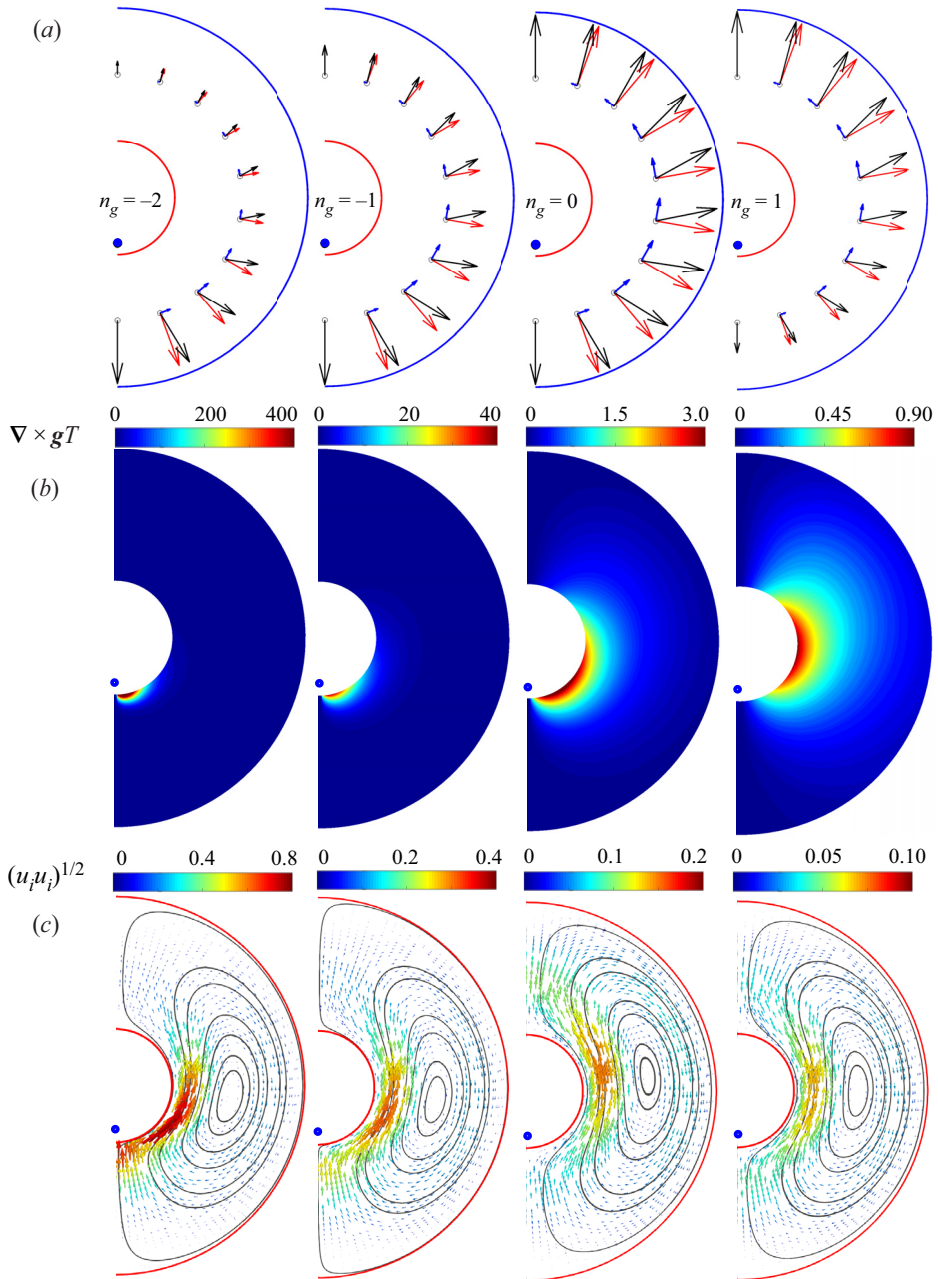 (a)
n_g = –2
n_g = –1
n_g = 0
n_g = 1
0 200 400
0 20 40
0 1.5 3.0
0 0.45 0.90
∇ × gT
(b)
0 0.4 0.8
0 0.2 0.4
0 0.1 0.2
0 0.05 0.10
(u_i u_i)^{1/2}
(c)